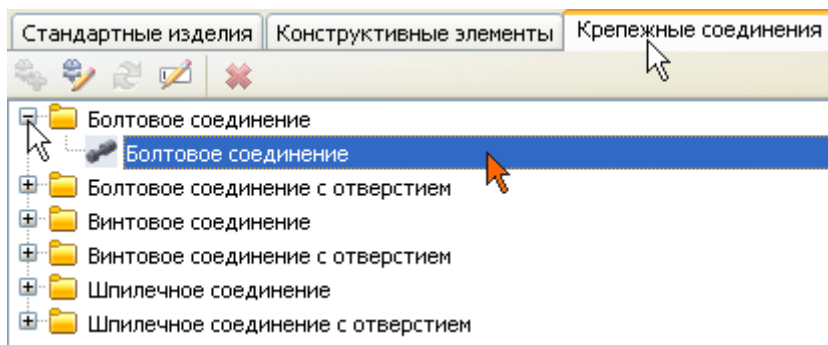 Стандартные изделия Конструктивные элементы Крепежные соединения
Болтовое соединение
Болтовое соединение
Болтовое соединение с отверстием
Винтовое соединение
Винтовое соединение с отверстием
Шпилечное соединение
Шпилечное соединение с отверстием